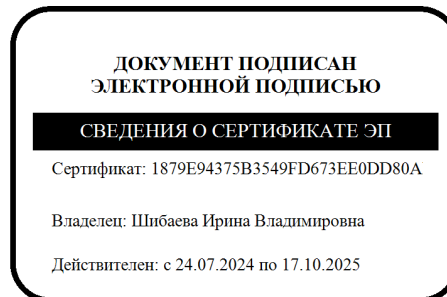 ДОКУМЕНТ ПОДПИСАН
ЭЛЕКТРОННОЙ ПОДПИСЬЮ
СВЕДЕНИЯ О СЕРТИФИКАТЕ ЭП
Сертификат: 1879E94375B3549FD673EE0DD80A
Владелец: Шибаева Ирина Владимировна
Действителен: с 24.07.2024 по 17.10.2025